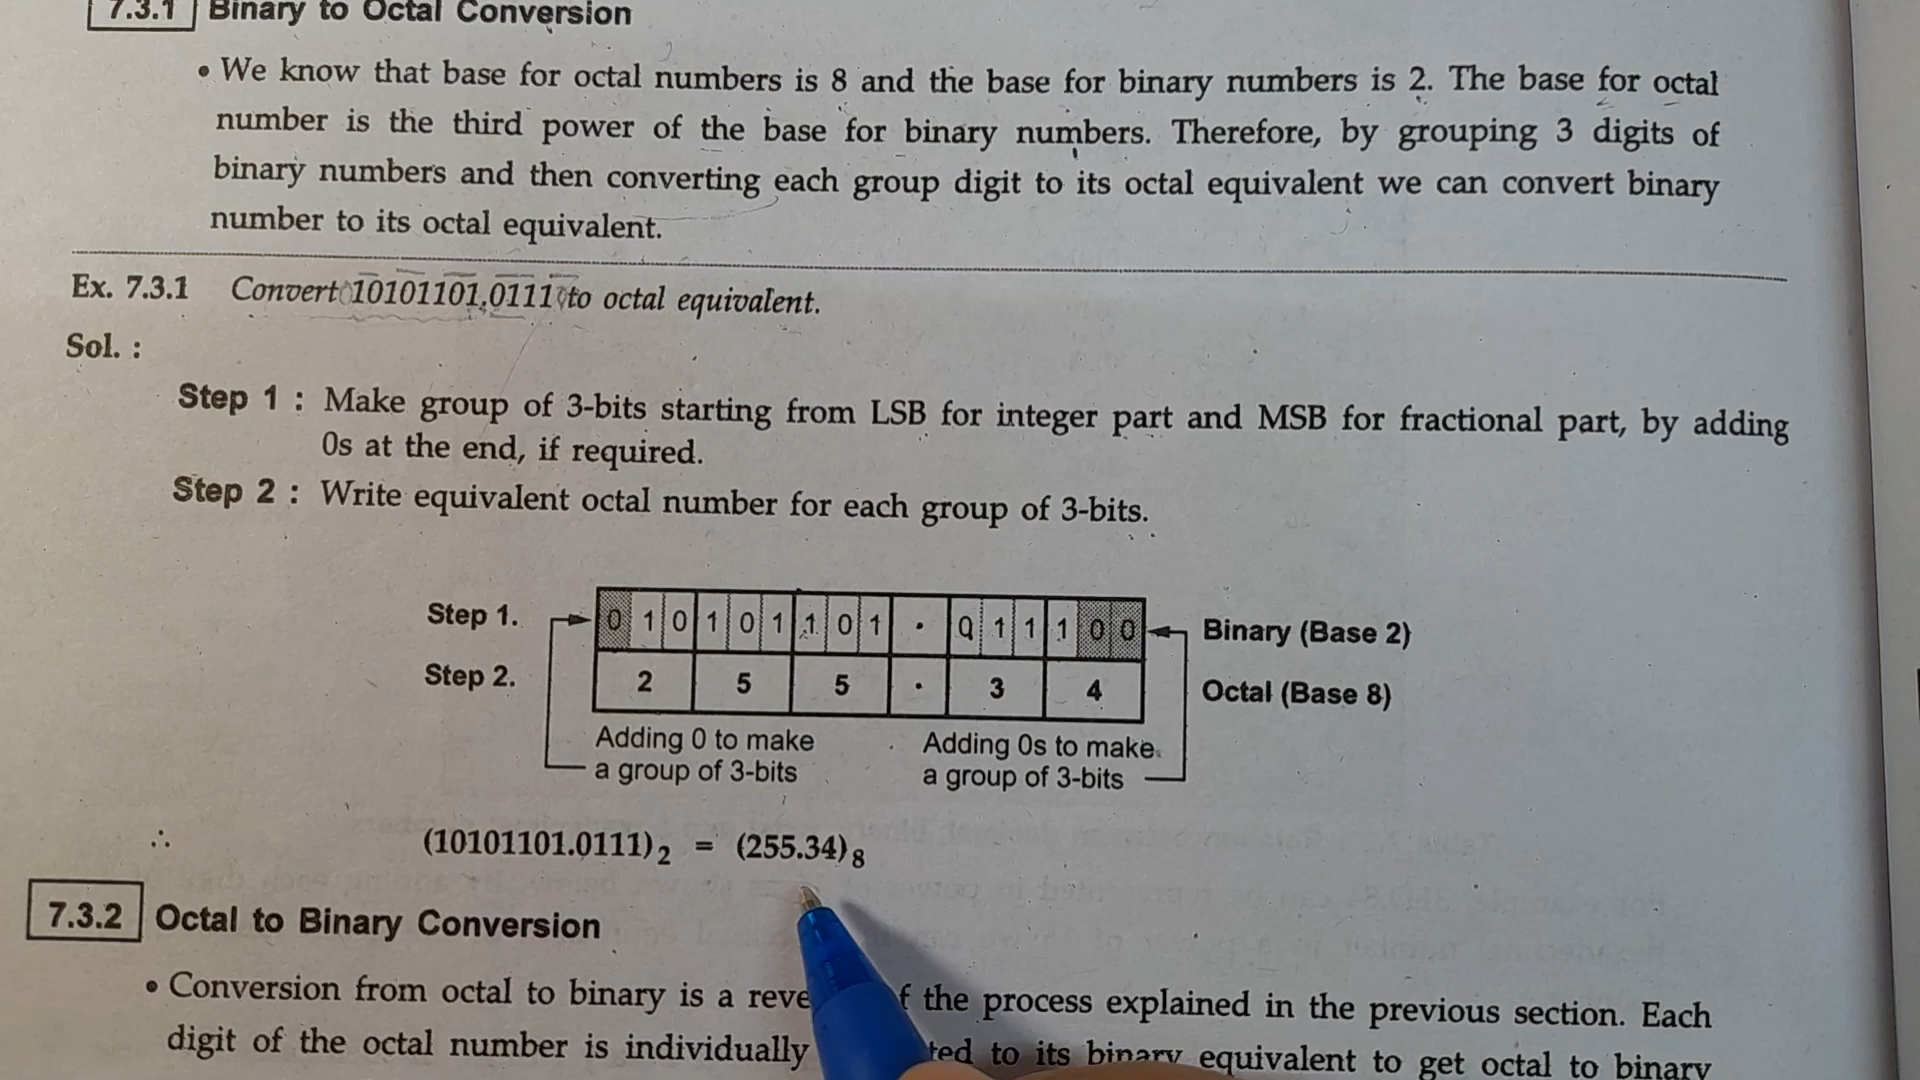 7.3.1 Binary to Octal Conversion
• We know that base for octal numbers is 8 and the base for binary numbers is 2. The base for octal
number is the third power of the base for binary numbers. Therefore, by grouping 3 digits of
binary numbers and then converting each group digit to its octal equivalent we can convert binary
number to its octal equivalent.
Ex. 7.3.1 Convert 10101101.0111 to octal equivalent.
Sol. :
Step 1 : Make group of 3-bits starting from LSB for integer part and MSB for fractional part, by adding
0s at the end, if required.
Step 2 : Write equivalent octal number for each group of 3-bits.
Step 1. 0 1 0 1 0 1 1 0 1 . 0 1 1 1 0 0 Binary (Base 2)
Step 2. 2 5 5 . 3 4 Octal (Base 8)
Adding 0 to make Adding 0s to make
a group of 3-bits a group of 3-bits
∴ (10101101.0111)2 = (255.34)8
7.3.2 Octal to Binary Conversion
• Conversion from octal to binary is a the process explained in the previous section. Each
digit of the octal number is individually to its binary equivalent to get octal to binary